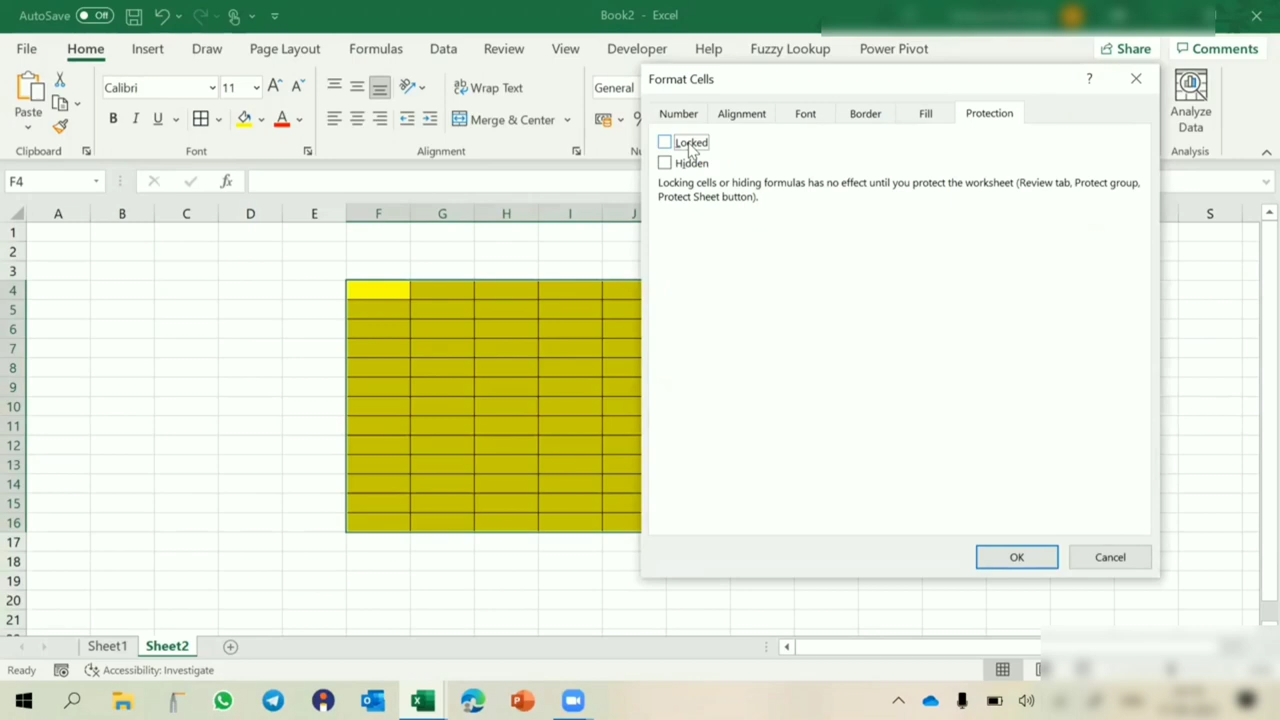 AutoSave Off Book2 - Excel
File Home Insert Draw Page Layout Formulas Data Review View Developer Help Fuzzy Lookup Power Pivot Share Comments
Paste
Calibri 11 A A
Wrap Text
General
B I U A
Merge & Center
Analyze
Data
Clipboard Font Alignment Analysis
Format Cells ?
Number Alignment Font Border Fill Protection
Locked
Hidden
Locking cells or hiding formulas has no effect until you protect the worksheet (Review tab, Protect group,
Protect Sheet button).
OK Cancel
F4 fx
A B C D E F G H I J S
1
2
3
4
5
6
7
8
9
10
11
12
13
14
15
16
17
18
19
20
21
Sheet1 Sheet2
Ready Accessibility: Investigate